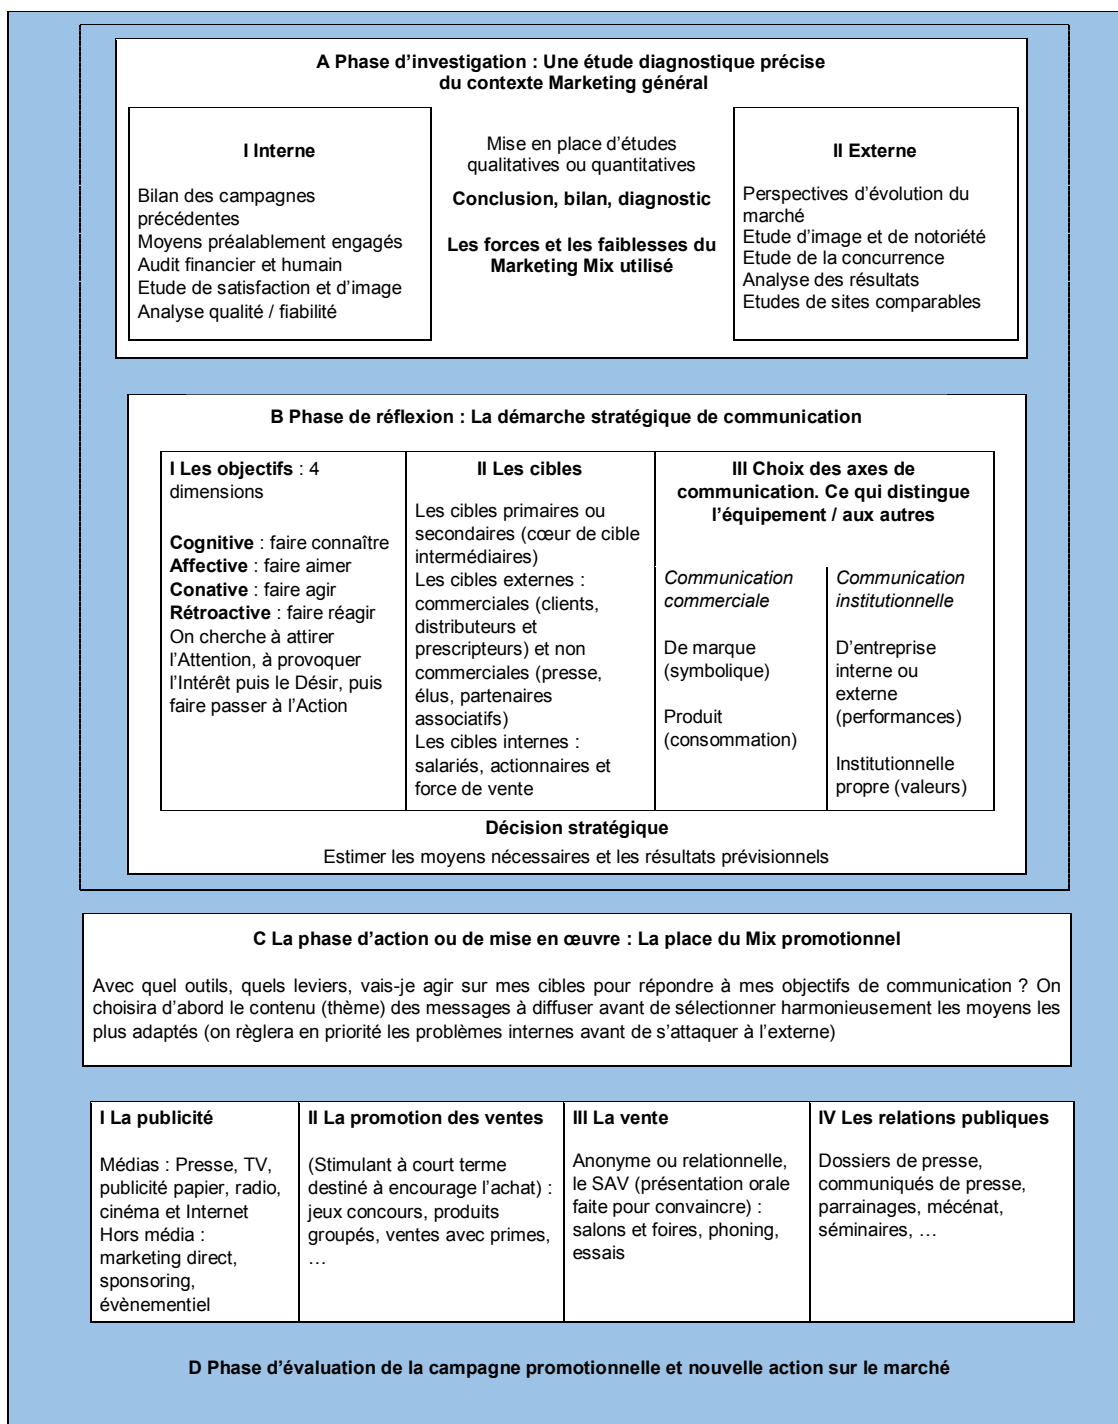 A Phase d’investigation : Une étude diagnostique précise
du contexte Marketing général
I Interne
Bilan des campagnes
précédentes
Moyens préalablement engagés
Audit financier et humain
Etude de satisfaction et d’image
Analyse qualité / fiabilité
Mise en place d’études
qualitatives ou quantitatives
Conclusion, bilan, diagnostic
Les forces et les faiblesses du
Marketing Mix utilisé
II Externe
Perspectives d’évolution du
marché
Etude d’image et de notoriété
Etude de la concurrence
Analyse des résultats
Etudes de sites comparables
B Phase de réflexion : La démarche stratégique de communication
I Les objectifs : 4
dimensions
Cognitive : faire connaître
Affective : faire aimer
Conative : faire agir
Rétroactive : faire réagir
On cherche à attirer
l’Attention, à provoquer
l’Intérêt puis le Désir, puis
faire passer à l’Action
II Les cibles
Les cibles primaires ou
secondaires (cœur de cible
intermédiaires)
Les cibles externes :
commerciales (clients,
distributeurs et
prescripteurs) et non
commerciales (presse,
élus, partenaires
associatifs)
Les cibles internes :
salariés, actionnaires et
force de vente
III Choix des axes de
communication. Ce qui distingue
l’équipement / aux autres
Communication
commerciale
De marque
(symbolique)
Produit
(consommation)
Communication
institutionnelle
D’entreprise
interne ou
externe
(performances)
Institutionnelle
propre (valeurs)
Décision stratégique
Estimer les moyens nécessaires et les résultats prévisionnels
C La phase d’action ou de mise en œuvre : La place du Mix promotionnel
Avec quel outils, quels leviers, vais-je agir sur mes cibles pour répondre à mes objectifs de communication ? On
choisira d’abord le contenu (thème) des messages à diffuser avant de sélectionner harmonieusement les moyens les
plus adaptés (on règlera en priorité les problèmes internes avant de s’attaquer à l’externe)
I La publicité
Médias : Presse, TV,
publicité papier, radio,
cinéma et Internet
Hors média :
marketing direct,
sponsoring,
évènementiel
II La promotion des ventes
(Stimulant à court terme
destiné à encourage l’achat) :
jeux concours, produits
groupés, ventes avec primes,
…
III La vente
Anonyme ou relationnelle,
le SAV (présentation orale
faite pour convaincre) :
salons et foires, phoning,
essais
IV Les relations publiques
Dossiers de presse,
communiqués de presse,
parrainages, mécénat,
séminaires, …
D Phase d’évaluation de la campagne promotionnelle et nouvelle action sur le marché